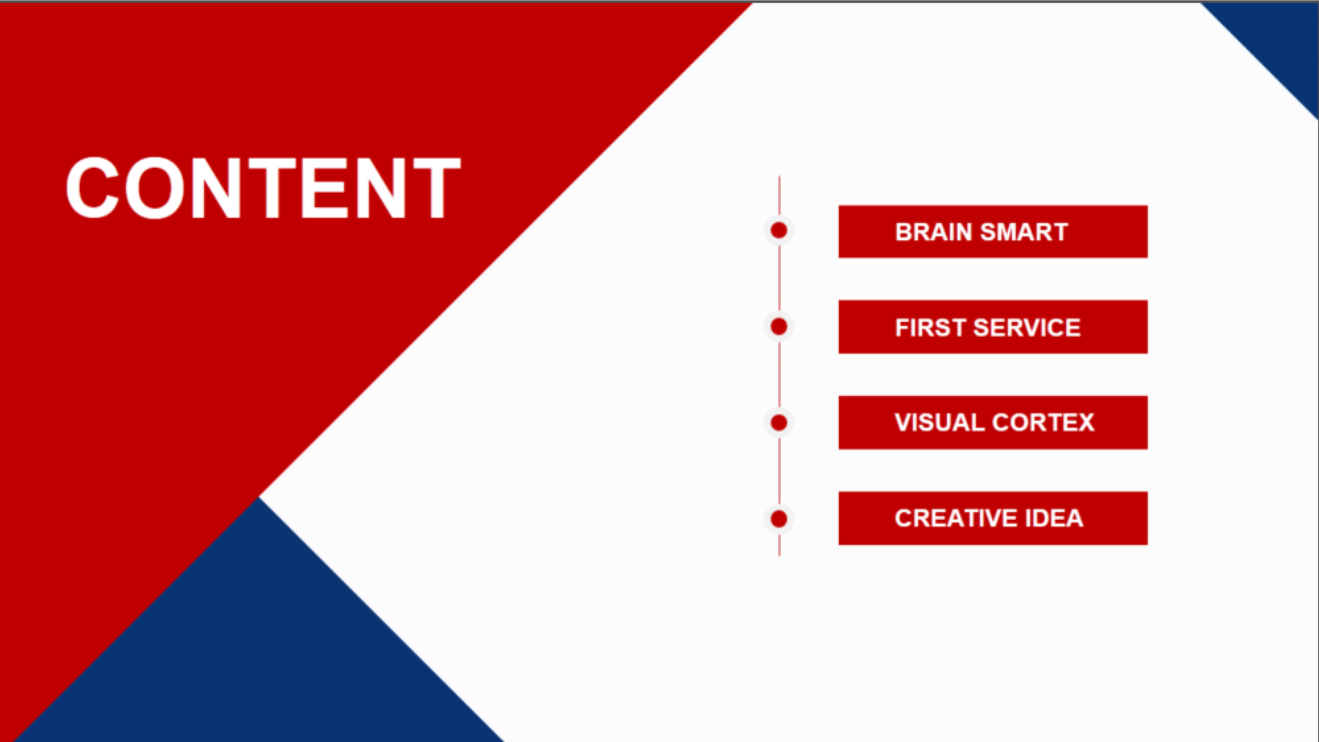 CONTENT
BRAIN SMART
FIRST SERVICE
VISUAL CORTEX
CREATIVE IDEA